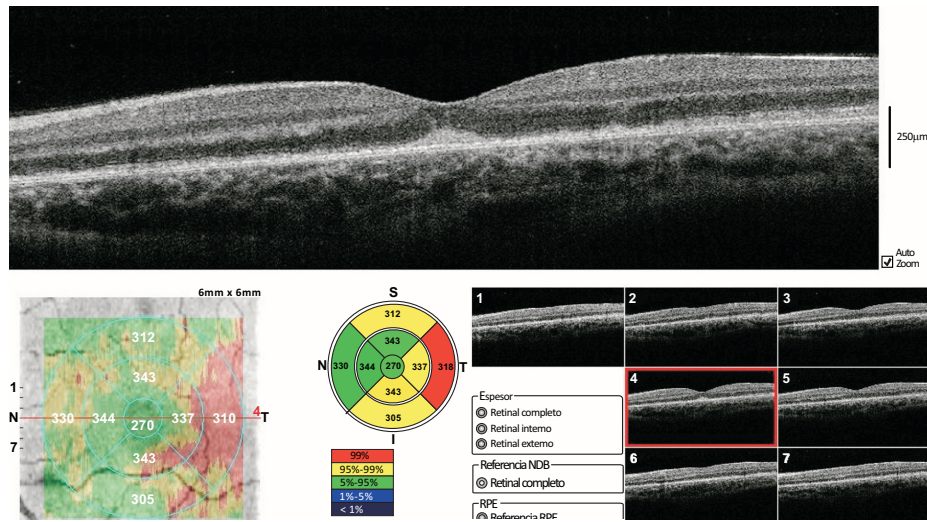 250µm
Auto
Zoom
6mm x 6mm
312
343
330 344 270 337 310
343
305
1
N
7
4
T
S
312
343
N 330 344 270 337 318 T
343
305
I
99%
95%-99%
5%-95%
1%-5%
< 1%
1 2 3
4 5
6 7
Espesor
Retinal completo
Retinal interno
Retinal externo
Referencia NDB
Retinal completo
RPE
Referencia RPE